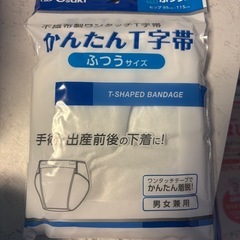 Osaki
不織布製ワンタッチT字帯
かんたんT字帯
ふつうサイズ
T-SHAPED BANDAGE
手術・出産前後の下着に!
ワンタッチテープで
かんたん着脱!
男女兼用